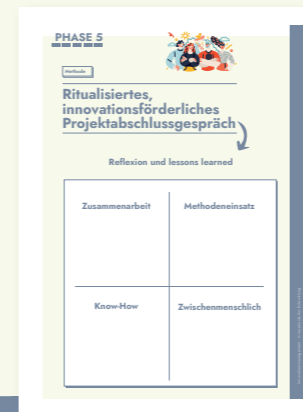 PHASE 5
Methode
Ritualisiertes,
innovationsförderliches
Projektabschlussgespräch
Reflexion und lessons learned
Zusammenarbeit
Methodeneinsatz
Know-How
Zwischenmenschlich